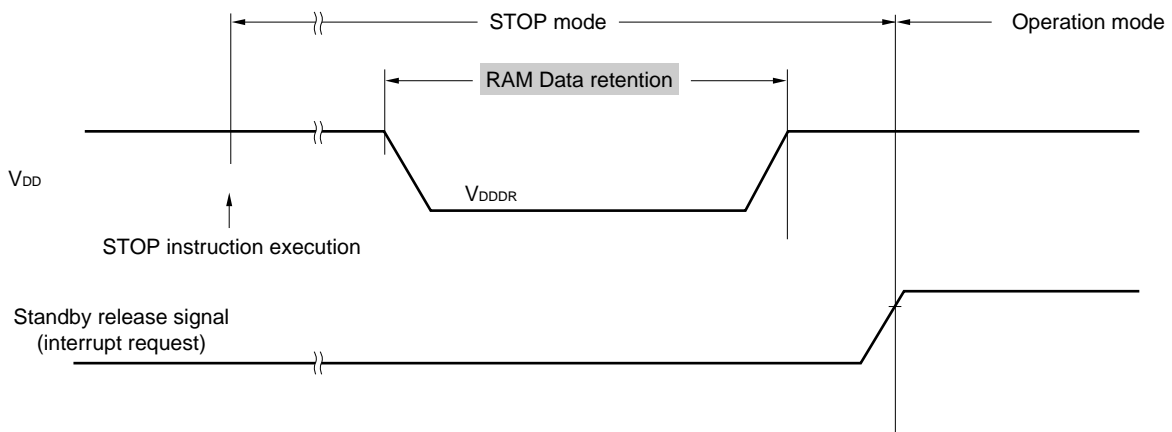 STOP mode
Operation mode
RAM Data retention
VDD
VDDDR
STOP instruction execution
Standby release signal
(interrupt request)